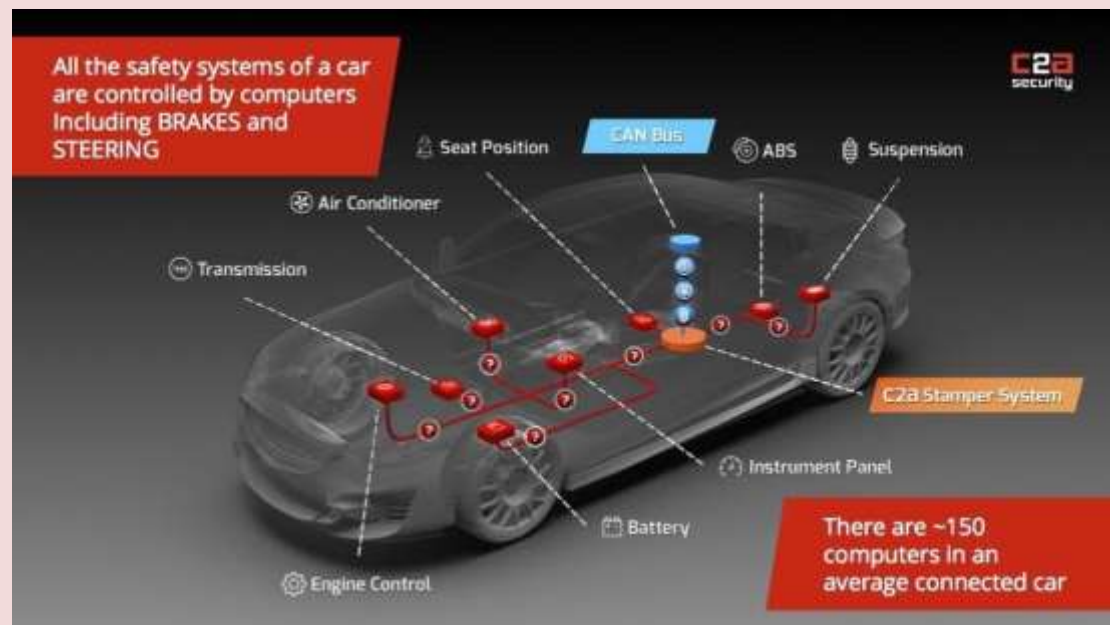 All the safety systems of a car
are controlled by computers
Including BRAKES and
STEERING
c2a
security
Seat Position
CAN Bus
ABS
Suspension
Air Conditioner
Transmission
?
?
?
?
?
?
?
?
c2a Stamper System
Instrument Panel
Battery
Engine Control
There are ~150
computers in an
average connected car